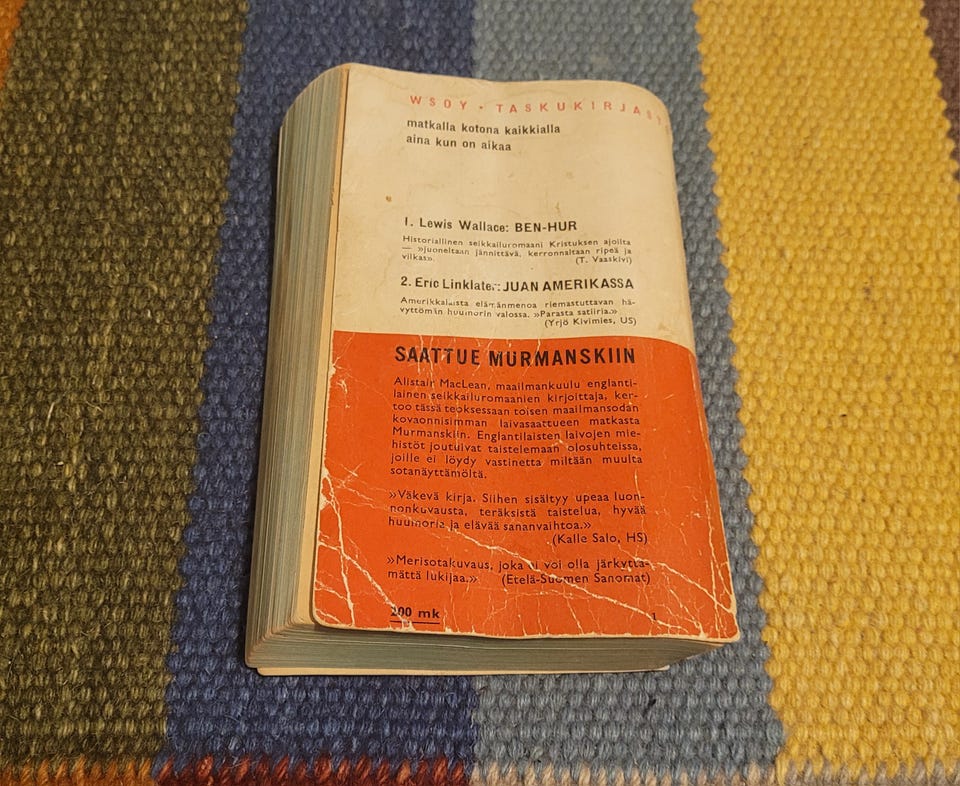 WSOY · TASKUKIRJASTO
matkalla kotona kaikkialla
aina kun on aikaa
1. Lewis Wallace: BEN-HUR
Historiallinen seikkailuromaani Kristuksen ajoilta
— »juoneltaan jännittävä, kerronnaltaan ripeä ja
vilkas». (T. Vaaskivi)
2. Eric Linklater: JUAN AMERIKASSA
Amerikkalaista elämänmenoa riemastuttavan hä-
vyttömän huumorin valossa. »Parasta satiiria.»
(Yrjö Kivimies, US)
SAATTUE MURMANSKIIN
Alistair MacLean, maailmankuulu englanti-
lainen seikkailuromaanien kirjoittaja, ker-
too tässä teoksessaan toisen maailmansodan
kovaonnisimman laivasaattueen matkasta
Murmanskiin. Englantilaisten laivojen mie-
histöt joutuivat taistelemaan olosuhteissa,
joille ei löydy vastinetta miltään muulta
sotanäyttämöltä.
»Väkevä kirja. Siihen sisältyy upeaa luon-
nonkuvausta, teräksistä taistelua, hyvää
huumoria ja elävää sananvaihtoa.»
(Kalle Salo, HS)
»Merisotakuvaus, joka ei voi olla järkyttä-
mättä lukijaa.» (Etelä-Suomen Sanomat)
mk
1